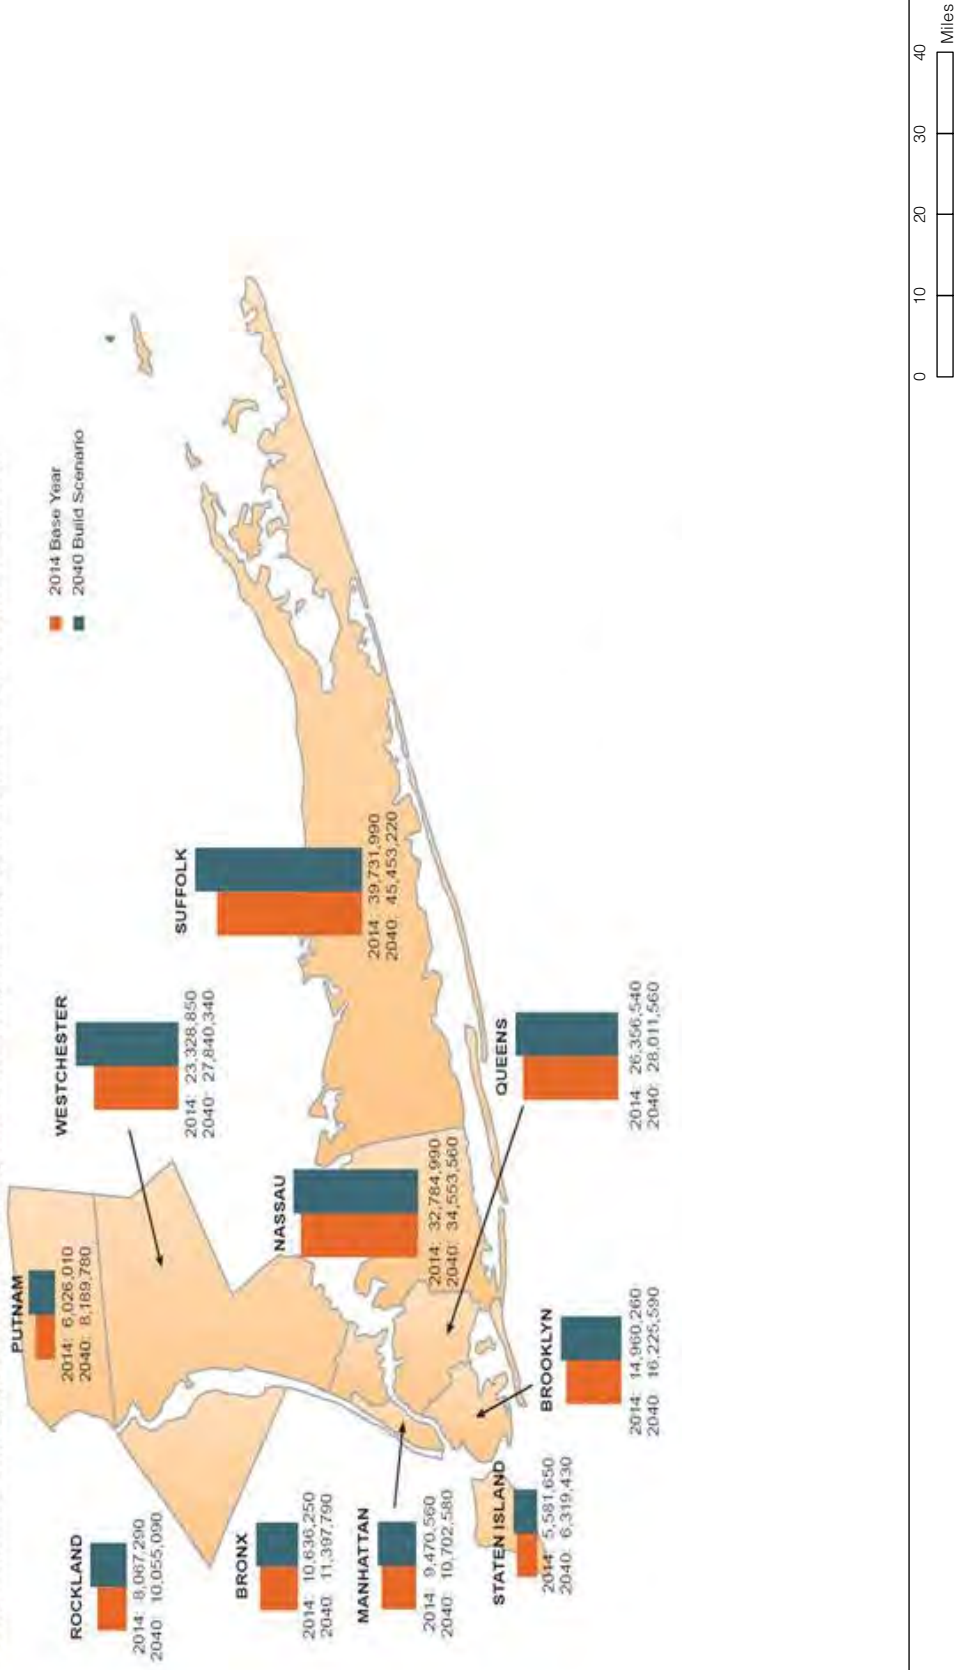 2014 Base Year
2040 Build Scenario
PUTNAM
2014: 6,026,010
2040: 8,189,780
WESTCHESTER
2014: 23,328,850
2040: 27,840,340
ROCKLAND
2014: 8,067,290
2040: 10,055,090
SUFFOLK
2014: 39,731,990
2040: 45,453,220
NASSAU
2014: 32,784,990
2040: 34,553,560
BRONX
2014: 10,636,250
2040: 11,397,790
MANHATTAN
2014: 9,470,560
2040: 10,702,580
QUEENS
2014: 26,356,540
2040: 28,011,560
STATEN ISLAND
2014: 5,581,650
2040: 6,319,430
BROOKLYN
2014: 14,960,260
2040: 16,225,590
0 10 20 30 40
Miles